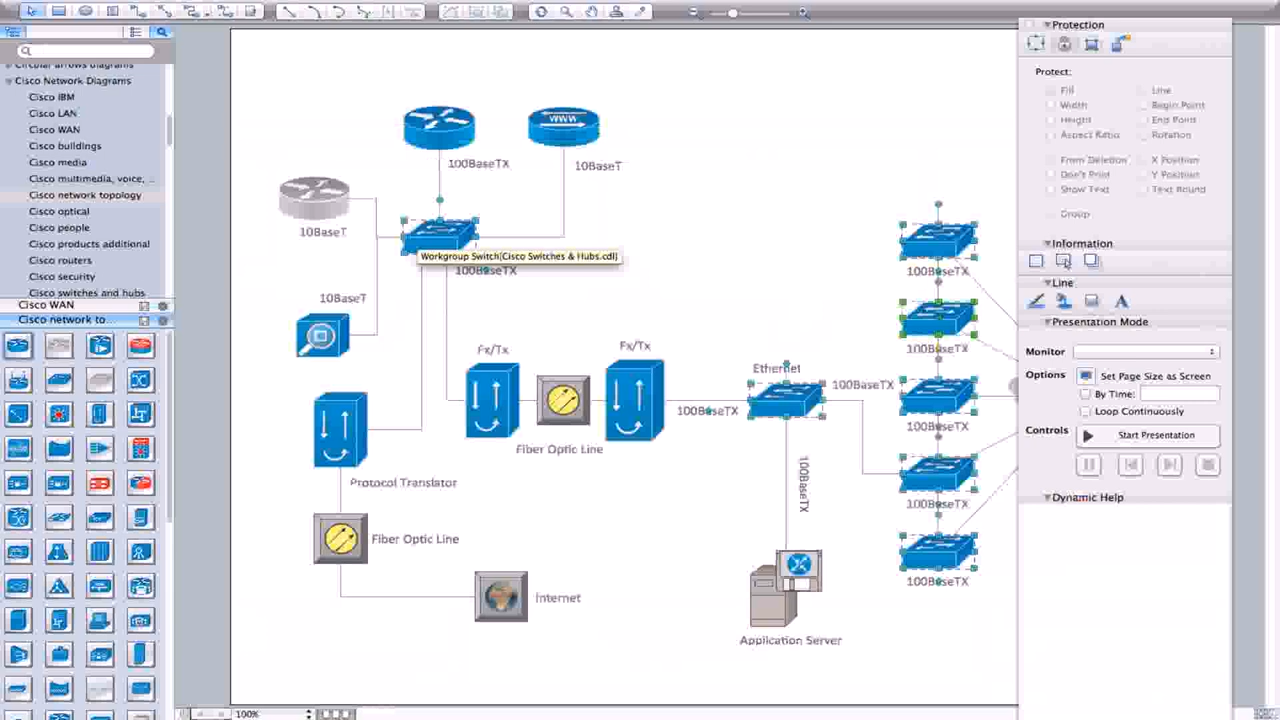 Circular arrows diagrams
Cisco Network Diagrams
Cisco IBM
Cisco LAN
Cisco WAN
Cisco buildings
Cisco media
Cisco multimedia, voice, ...
Cisco network topology
Cisco optical
Cisco people
Cisco products additional
Cisco routers
Cisco security
Cisco switches and hubs
Cisco WAN
Cisco network to...
100BaseTX
10BaseT
10BaseT
Workgroup Switch(Cisco Switches & Hubs.cdl)
100BaseTX
10BaseT
Fx/Tx
Fx/Tx
Fiber Optic Line
Protocol Translator
Fiber Optic Line
Internet
100BaseTX
Ethernet
100BaseTX
100BaseTX
Application Server
100BaseTX
100BaseTX
100BaseTX
100BaseTX
100BaseTX
Protection
Protect:
Fill
Line
Width
Begin Point
Height
End Point
Aspect Ratio
Rotation
From Deletion
X Position
Don't Print
Y Position
Show Text
Text Bound
Group
Information
Line
Presentation Mode
Monitor
Options
Set Page Size as Screen
By Time:
Loop Continuously
Controls
Start Presentation
Dynamic Help
100%